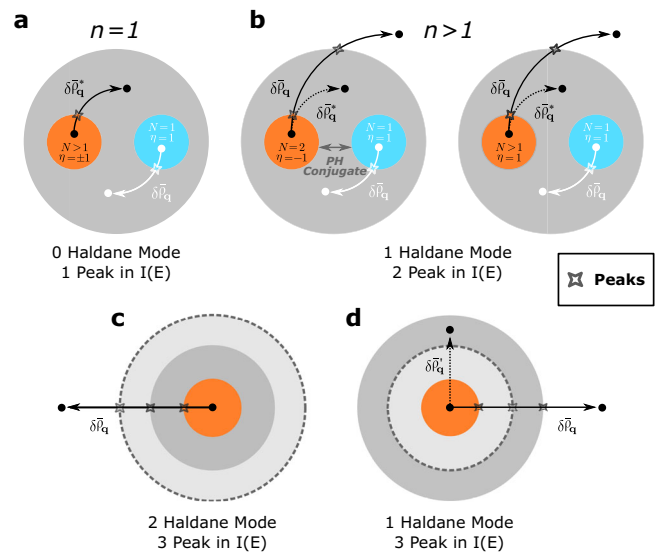 a
n=1
δρ̄*q
N>1
η=±1
N=1
η=1
δρ̄q
0 Haldane Mode
1 Peak in I(E)
b
n>1
δρ̄q
δρ̄*q
N=2
η=−1
PH
Conjugate
N=1
η=1
δρ̄q
δρ̄q
δρ̄*q
N>1
η=1
N=1
η=1
δρ̄q
1 Haldane Mode
2 Peak in I(E)
Peaks
c
δρ̄q
2 Haldane Mode
3 Peak in I(E)
d
δρ̄'q
δρ̄q
1 Haldane Mode
3 Peak in I(E)